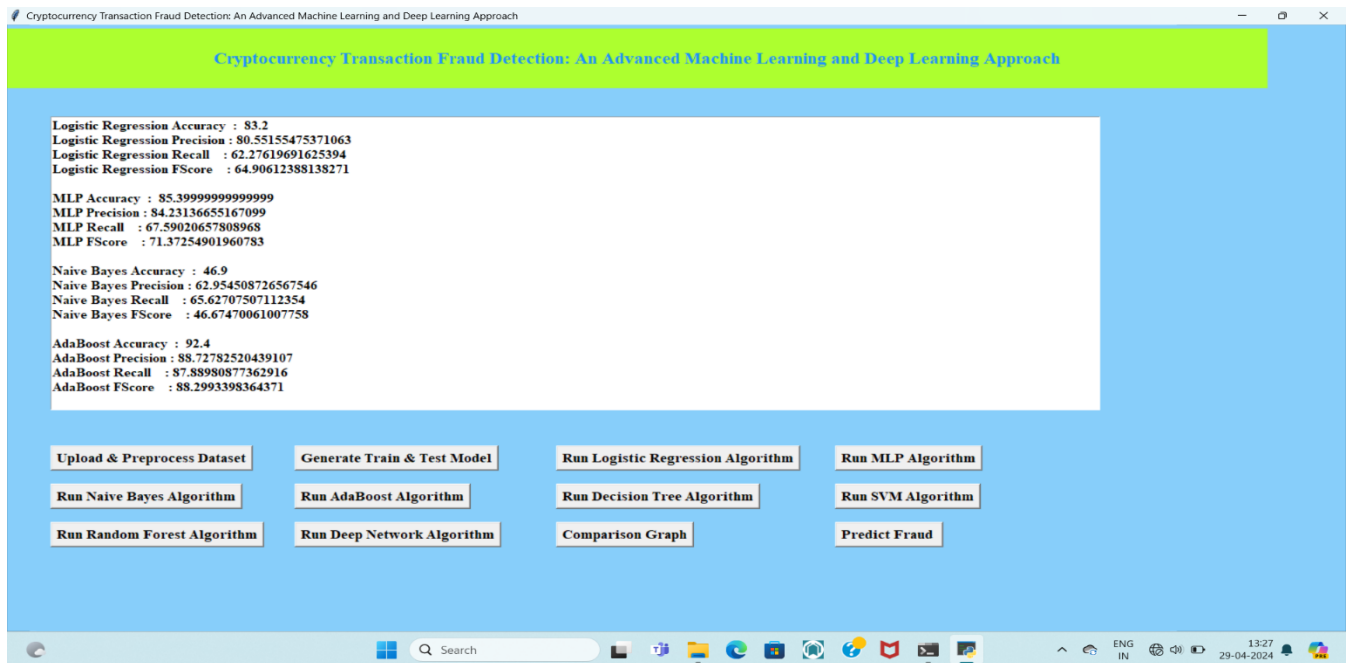 Cryptocurrency Transaction Fraud Detection: An Advanced Machine Learning and Deep Learning Approach
Cryptocurrency Transaction Fraud Detection: An Advanced Machine Learning and Deep Learning Approach
Logistic Regression Accuracy  :  83.2
Logistic Regression Precision : 80.55155475371063
Logistic Regression Recall    : 62.27619691625394
Logistic Regression FScore    : 64.90612388138271
MLP Accuracy  :  85.39999999999999
MLP Precision : 84.23136655167099
MLP Recall    : 67.59020657808968
MLP FScore    : 71.37254901960783
Naive Bayes Accuracy  :  46.9
Naive Bayes Precision : 62.954508726567546
Naive Bayes Recall    : 65.62707507112354
Naive Bayes FScore    : 46.67470061007758
AdaBoost Accuracy  :  92.4
AdaBoost Precision : 88.72782520439107
AdaBoost Recall    : 87.88980877362916
AdaBoost FScore    : 88.2993398364371
Upload & Preprocess Dataset
Generate Train & Test Model
Run Logistic Regression Algorithm
Run MLP Algorithm
Run Naive Bayes Algorithm
Run AdaBoost Algorithm
Run Decision Tree Algorithm
Run SVM Algorithm
Run Random Forest Algorithm
Run Deep Network Algorithm
Comparison Graph
Predict Fraud
Search
ENG
IN
13:27
29-04-2024